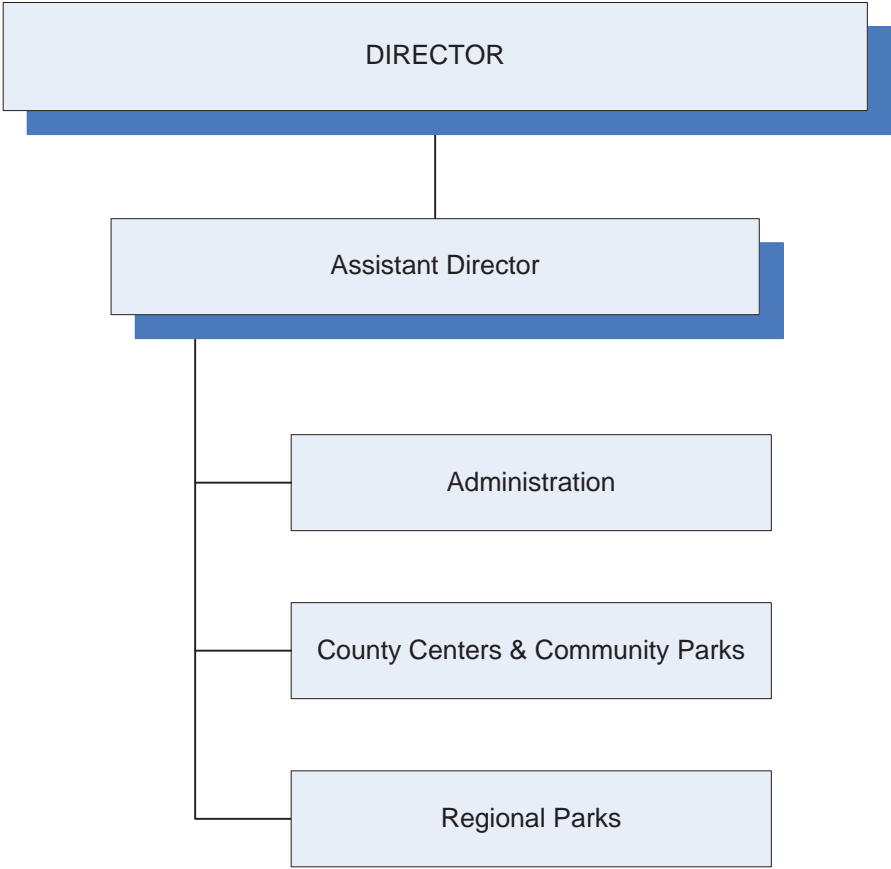 DIRECTOR
Assistant Director
Administration
County Centers & Community Parks
Regional Parks